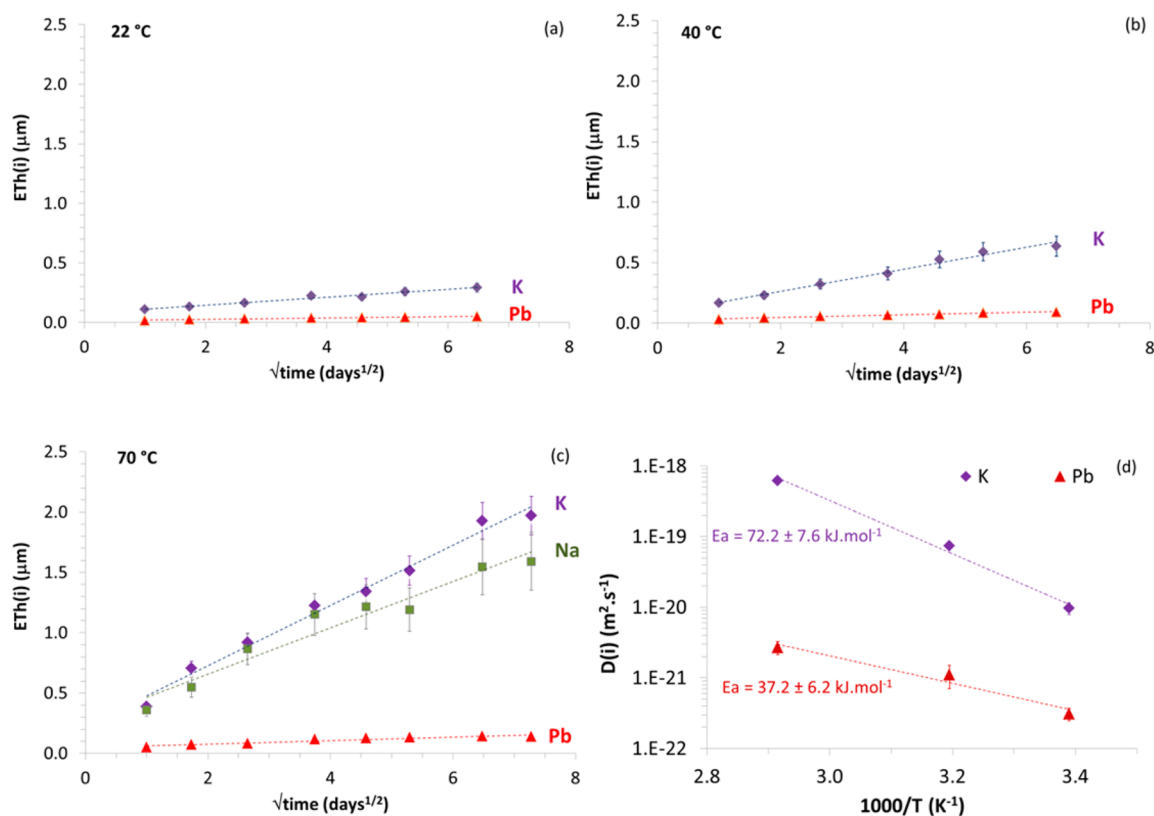 22 °C
(a)
2.5
2.0
1.5
1.0
0.5
0.0
ETh(i) (μm)
K
Pb
0 2 4 6 8
√time (days1/2)
40 °C
(b)
2.5
2.0
1.5
1.0
0.5
0.0
ETh(i) (μm)
K
Pb
0 2 4 6 8
√time (days1/2)
70 °C
(c)
2.5
2.0
1.5
1.0
0.5
0.0
ETh(i) (μm)
K
Na
Pb
0 2 4 6 8
√time (days1/2)
K Pb (d)
1.E-18
1.E-19
1.E-20
1.E-21
1.E-22
D(i) (m2.s-1)
Ea = 72.2 ± 7.6 kJ.mol-1
Ea = 37.2 ± 6.2 kJ.mol-1
2.8 3.0 3.2 3.4
1000/T (K-1)